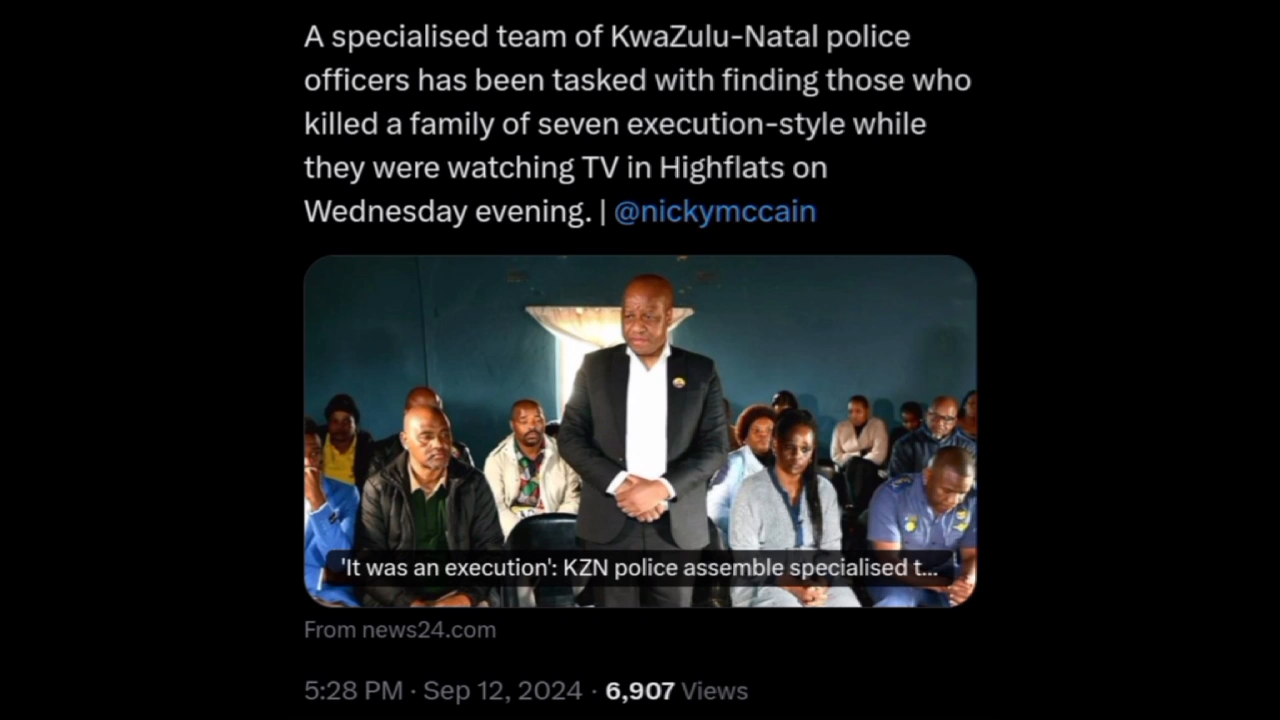 A specialised team of KwaZulu-Natal police
officers has been tasked with finding those who
killed a family of seven execution-style while
they were watching TV in Highflats on
Wednesday evening. | @nickymccain
'It was an execution': KZN police assemble specialised t...
From news24.com
5:28 PM · Sep 12, 2024 · 6,907 Views